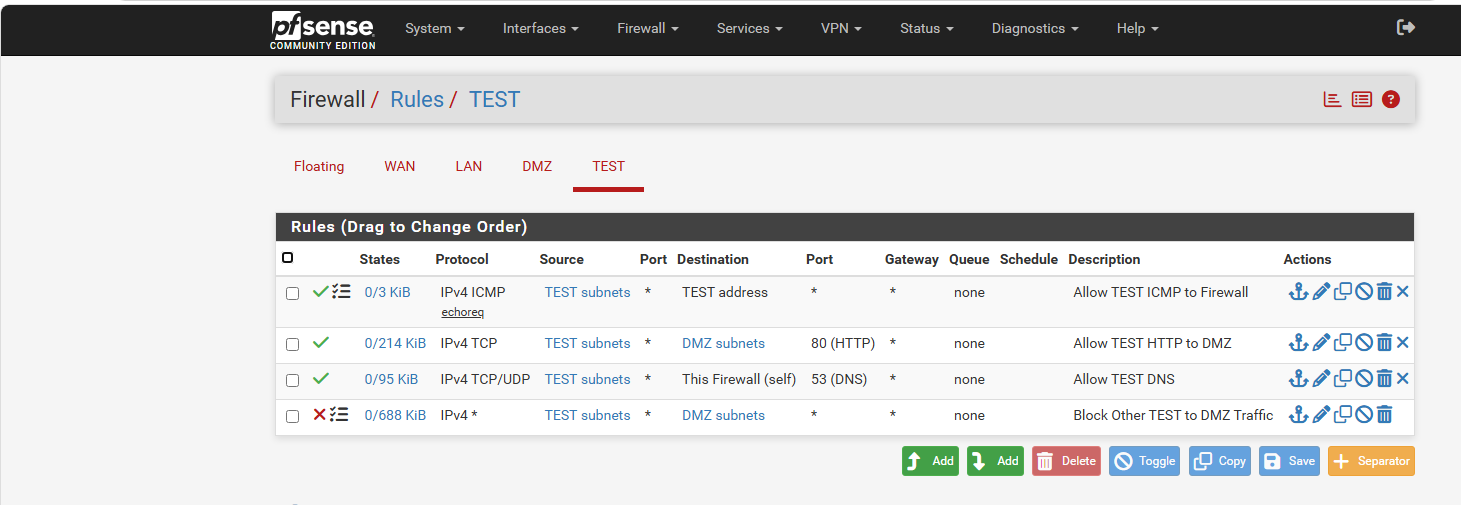 pfsense
COMMUNITY EDITION
System Interfaces Firewall Services VPN Status Diagnostics Help
Firewall / Rules / TEST
?
Floating WAN LAN DMZ TEST
Rules (Drag to Change Order)
States Protocol Source Port Destination Port Gateway Queue Schedule Description Actions
0/3 KiB IPv4 ICMP TEST subnets * TEST address * * none Allow TEST ICMP to Firewall
echoreq
0/214 KiB IPv4 TCP TEST subnets * DMZ subnets 80 (HTTP) * none Allow TEST HTTP to DMZ
0/95 KiB IPv4 TCP/UDP TEST subnets * This Firewall (self) 53 (DNS) * none Allow TEST DNS
0/688 KiB IPv4 * TEST subnets * DMZ subnets * * none Block Other TEST to DMZ Traffic
Add Add Delete Toggle Copy Save Separator